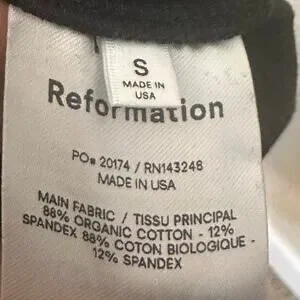 S
MADE IN
USA
Reformation
PO# 20174 / RN143248
MADE IN USA
MAIN FABRIC / TISSU PRINCIPAL
88% ORGANIC COTTON - 12%
SPANDEX 88% COTON BIOLOGIQUE -
12% SPANDEX